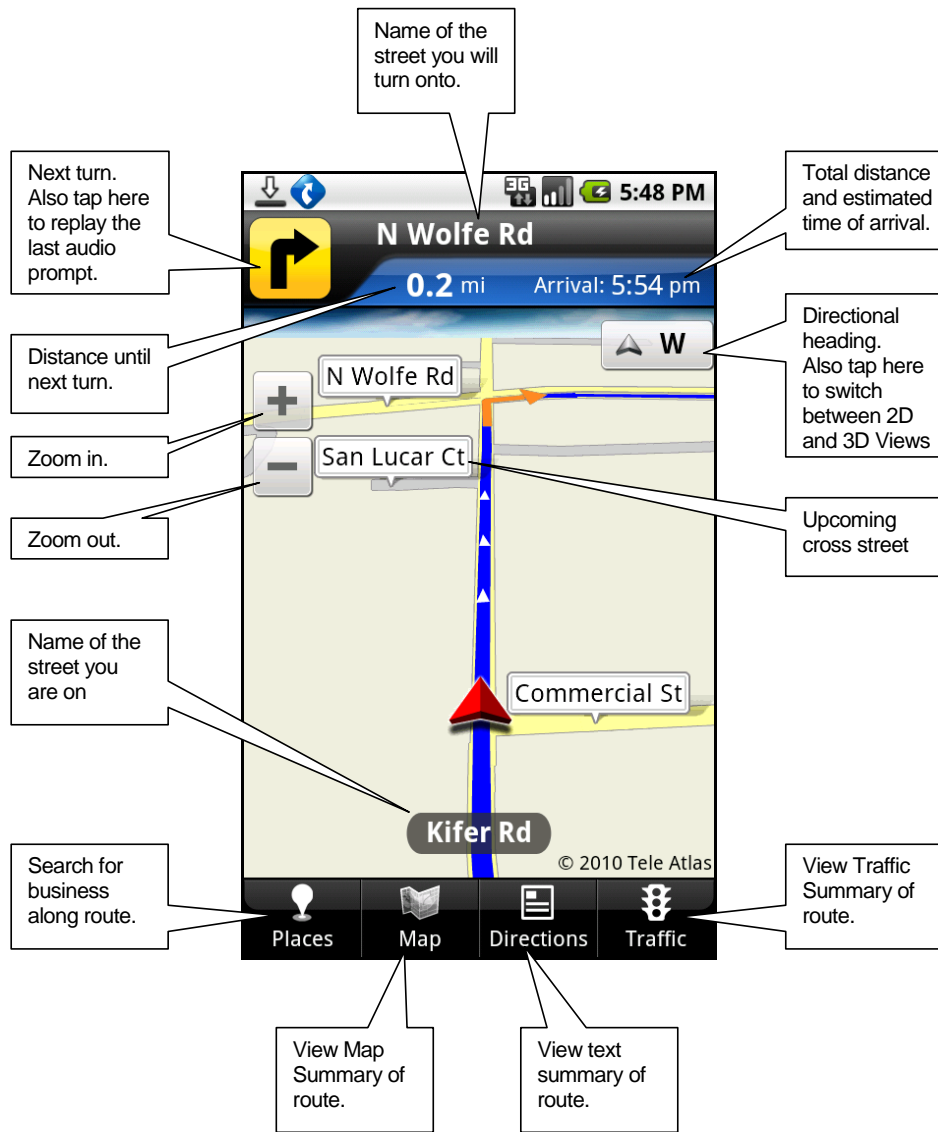 Name of the
street you will
turn onto.
Next turn.
Also tap here
to replay the
last audio
prompt.
Total distance
and estimated
time of arrival.
3G
5:48 PM
N Wolfe Rd
0.2 mi
Arrival: 5:54 pm
Distance until
next turn.
Directional
heading.
Also tap here
to switch
between 2D
and 3D Views
W
N Wolfe Rd
+
Zoom in.
San Lucar Ct
−
Zoom out.
Upcoming
cross street
Name of the
street you
are on
Commercial St
Kifer Rd
© 2010 Tele Atlas
Search for
business
along route.
View Traffic
Summary of
route.
Places
Map
Directions
Traffic
View Map
Summary of
route.
View text
summary of
route.